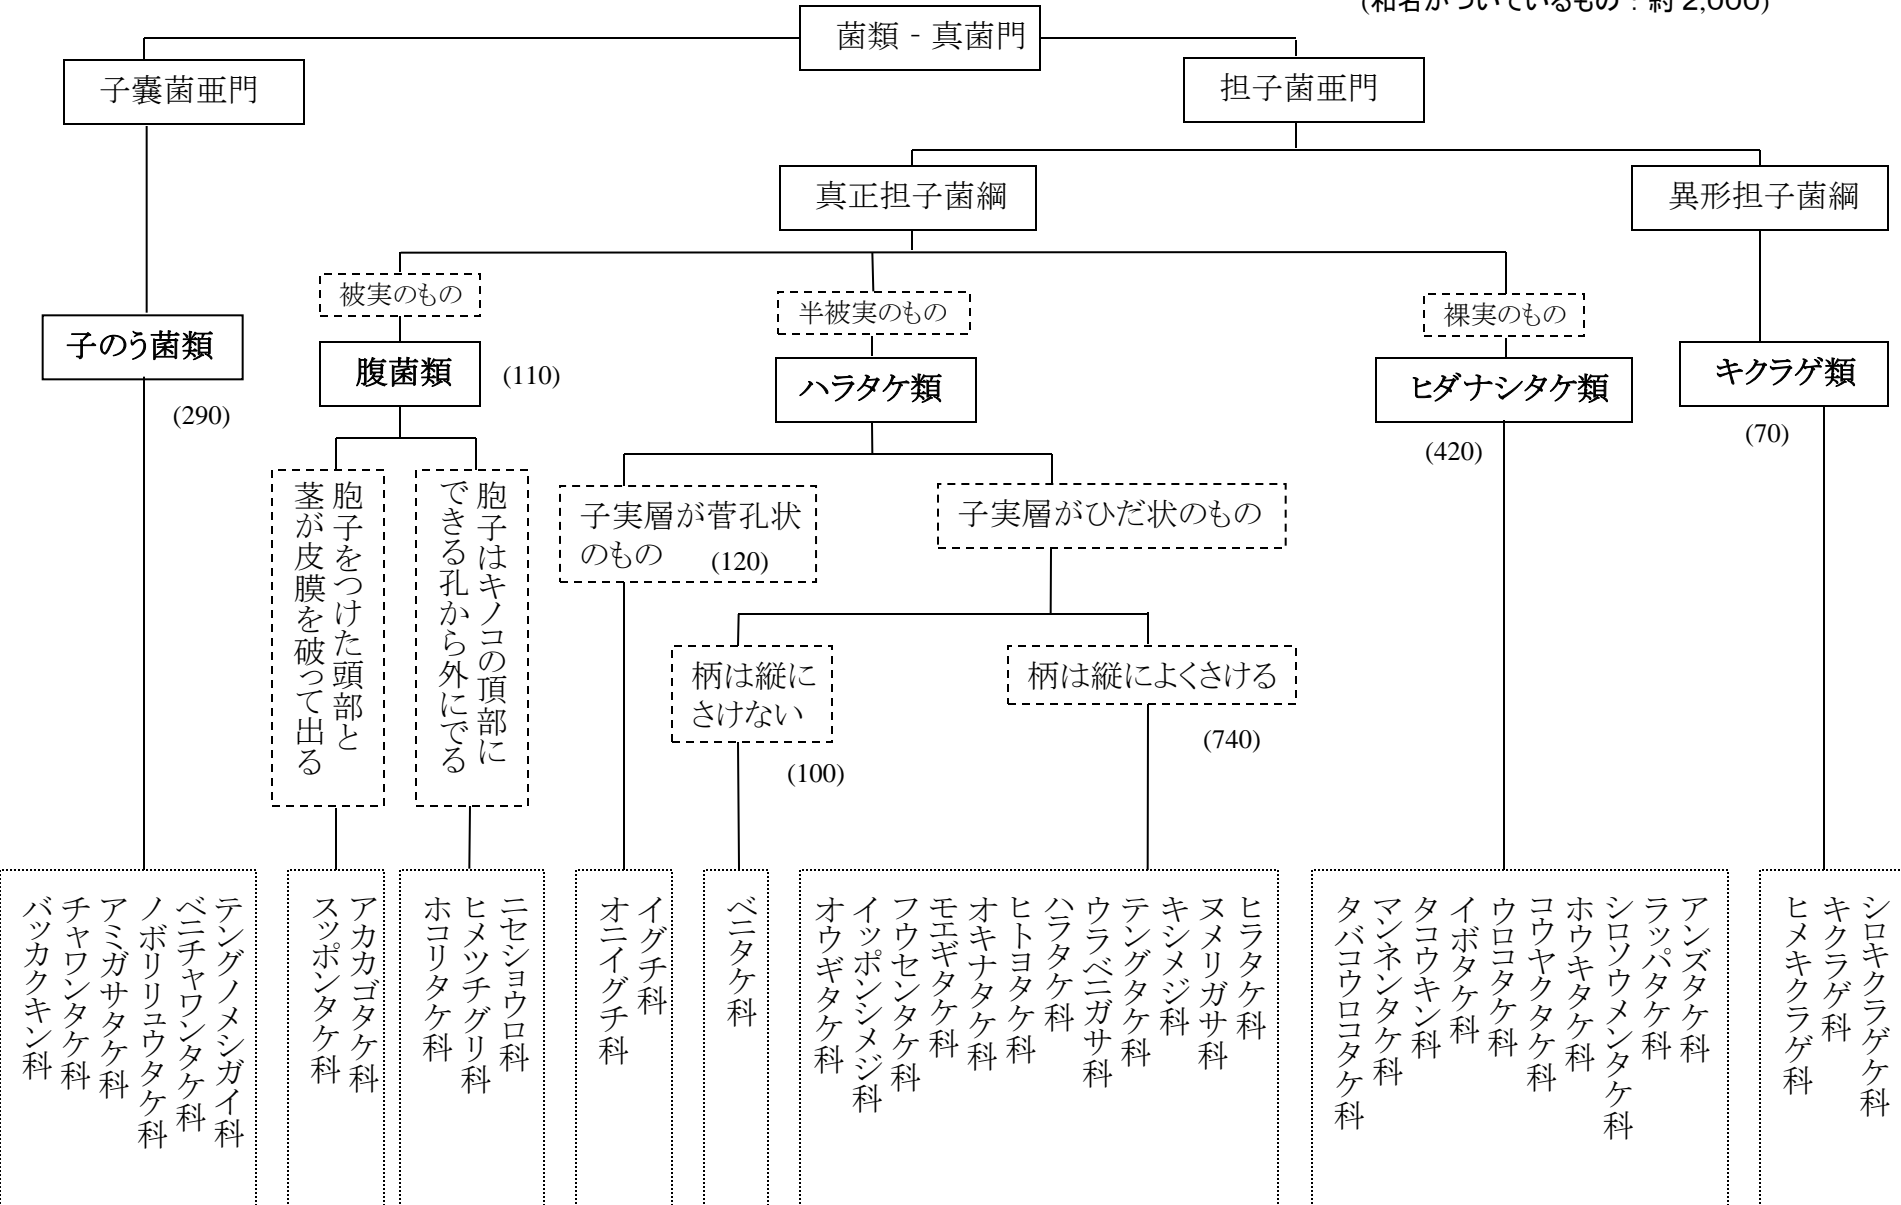 (和名がついているもの：約 2,000)
菌類 - 真菌門
子嚢菌亜門
担子菌亜門
真正担子菌綱
異形担子菌綱
被実のもの
半被実のもの
裸実のもの
子のう菌類
(290)
腹菌類
(110)
ハラタケ類
ヒダナシタケ類
(420)
キクラゲ類
(70)
胞子をつけた頭部と
茎が皮膜を破って出る
胞子はキノコの頂部に
できる孔から外にでる
子実層が菅孔状
のもの
(120)
子実層がひだ状のもの
柄は縦に
さけない
(100)
柄は縦によくさける
(740)
テングノメシガイ科
ベニチャワンタケ科
ノボリリュウタケ科
アミガサタケ科
チャワンタケ科
バッカクキン科
アカカゴタケ科
スッポンタケ科
ニセショウロ科
ヒメツチグリ科
ホコリタケ科
イグチ科
オニイグチ科
ベニタケ科
ヒラタケ科
ヌメリガサ科
キシメジ科
テングタケ科
ウラベニガサ科
ハラタケ科
ヒトヨタケ科
オキナタケ科
モエギタケ科
フウセンタケ科
イッポンシメジ科
オウギタケ科
アンズタケ科
ラッパタケ科
シロソウメンタケ科
ホウキタケ科
コウヤクタケ科
ウロコタケ科
イボタケ科
タコウキン科
マンネンタケ科
タバコウロコタケ科
シロキクラゲケ科
キクラゲ科
ヒメキクラゲ科